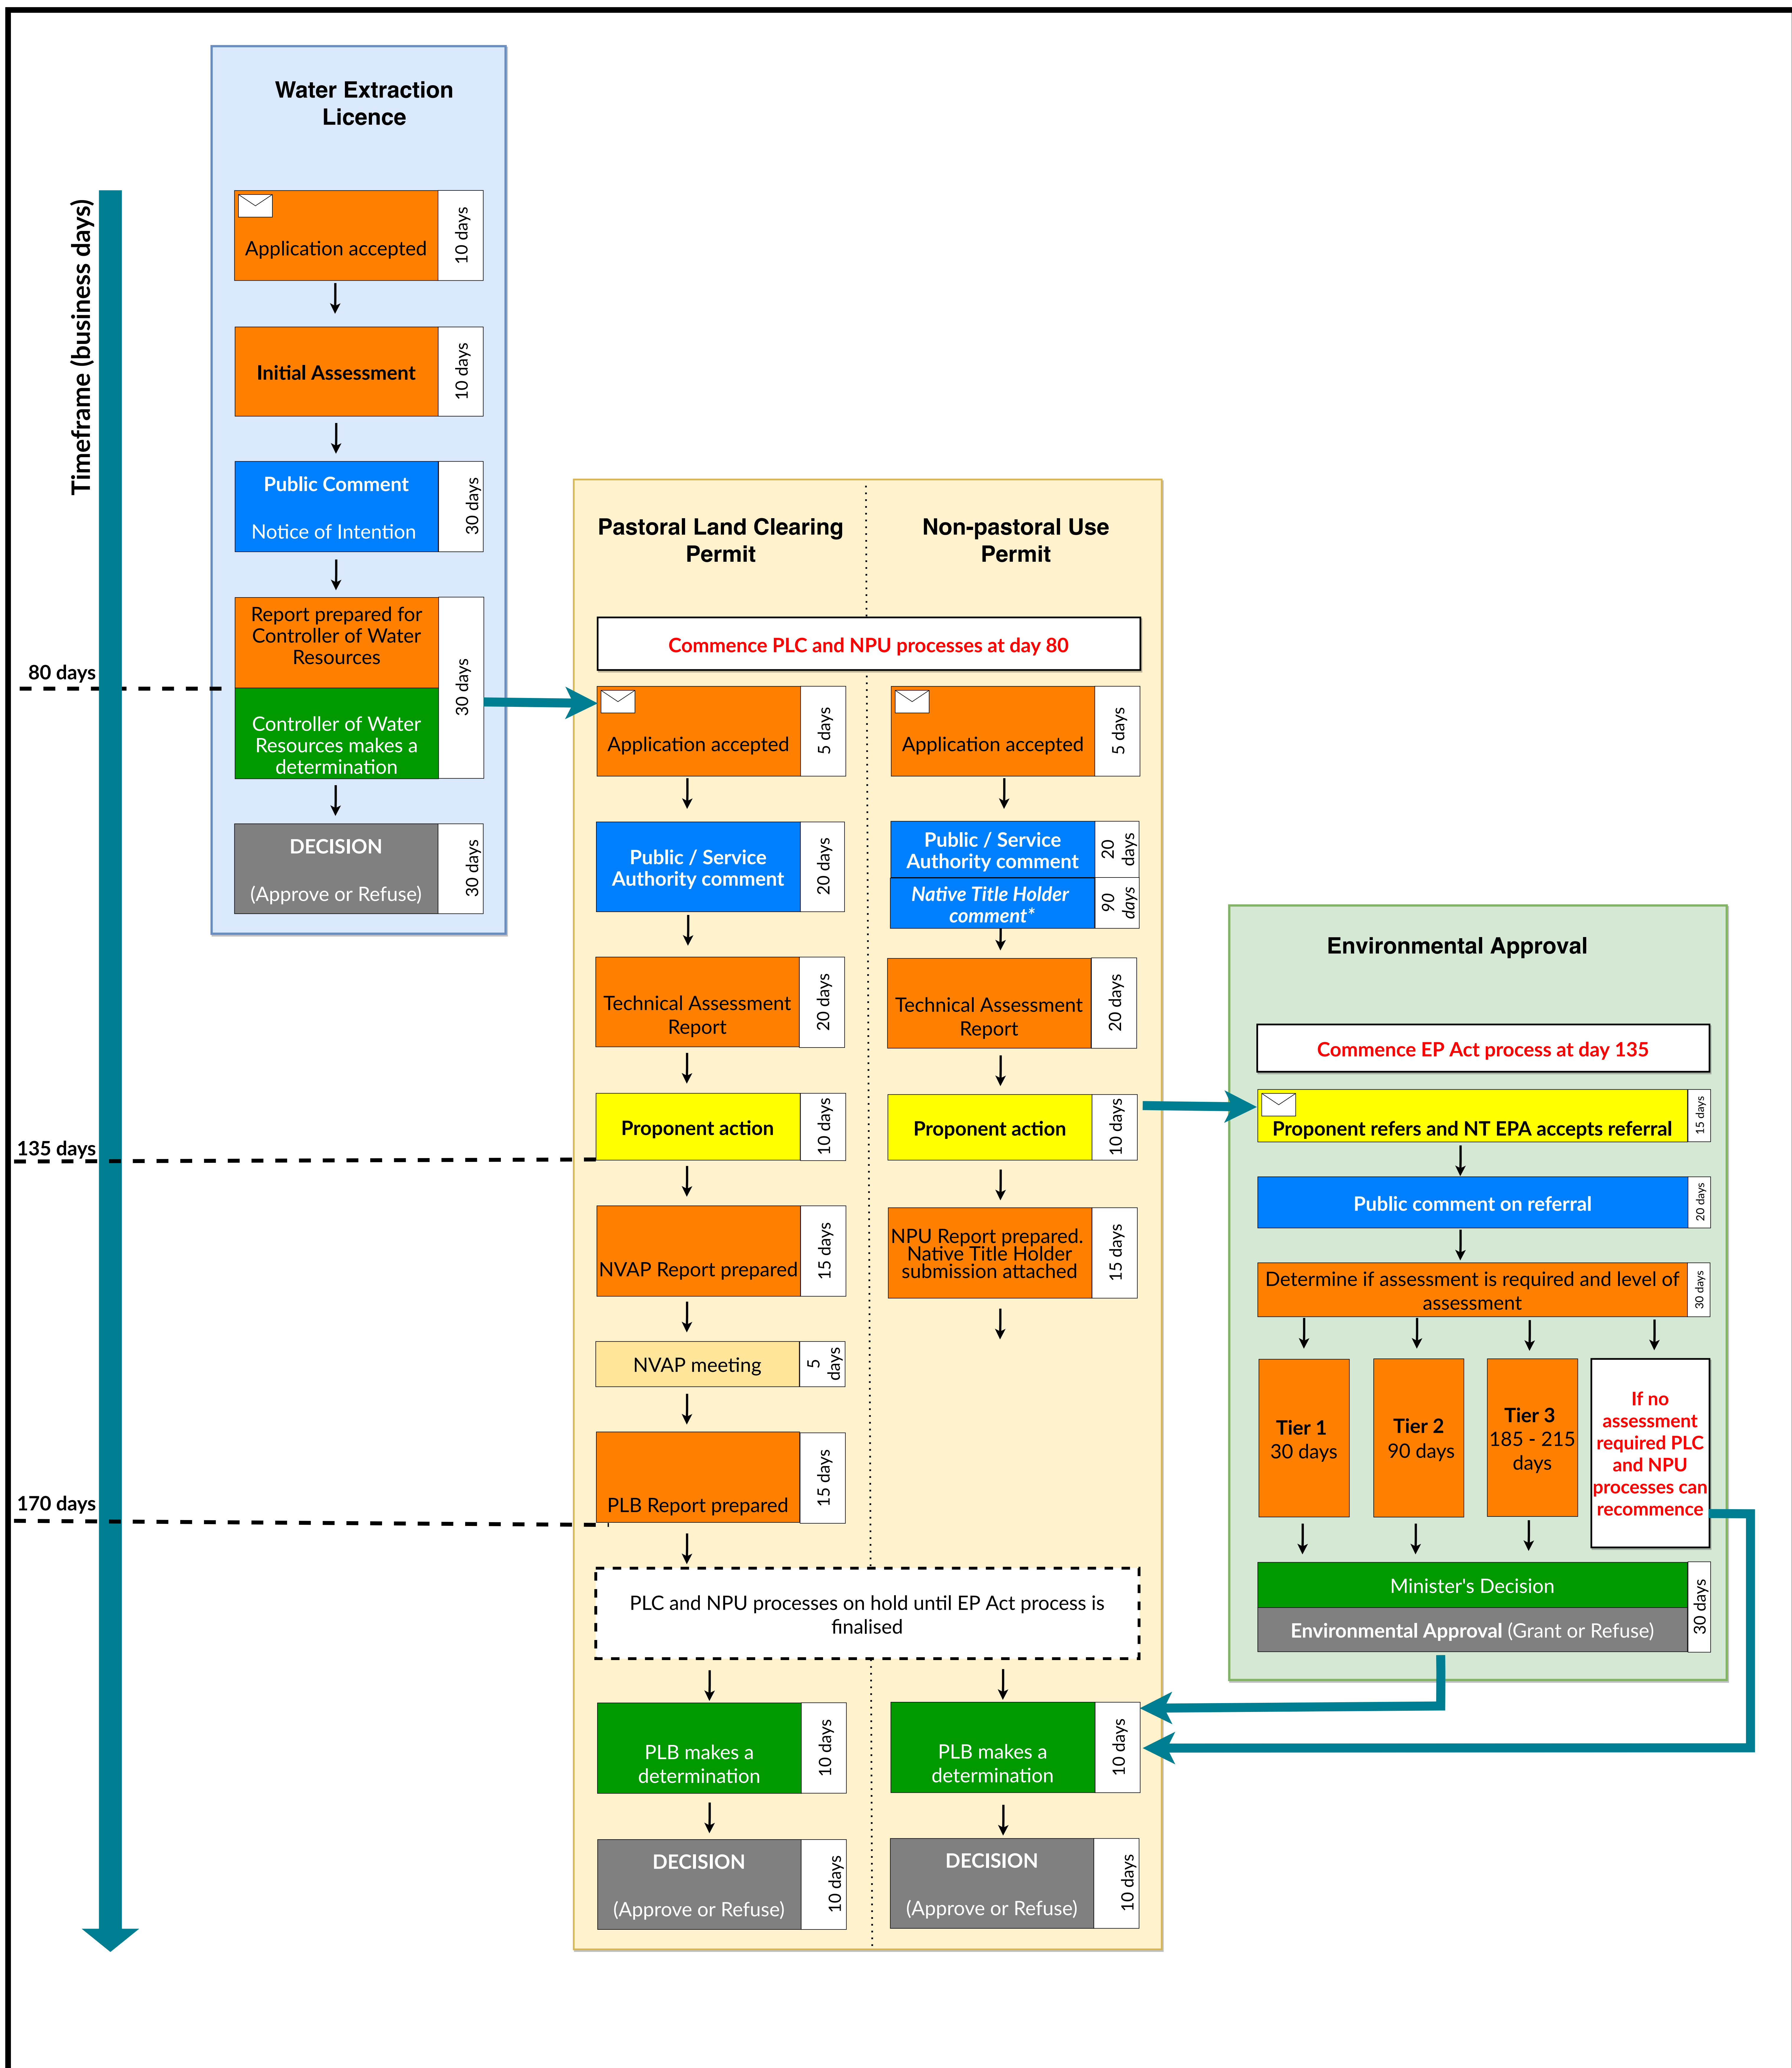 Water Extraction
Licence
Timeframe (business days)
Application accepted
10 days
Initial Assessment
10 days
Public Comment
Notice of Intention
30 days
Report prepared for
Controller of Water
Resources
Controller of Water
Resources makes a
determination
30 days
DECISION
(Approve or Refuse)
30 days
80 days
135 days
170 days
Pastoral Land Clearing
Permit
Non-pastoral Use
Permit
Commence PLC and NPU processes at day 80
Application accepted
5 days
Public / Service
Authority comment
20 days
Technical Assessment
Report
20 days
Proponent action
10 days
NVAP Report prepared
15 days
NVAP meeting
5
days
PLB Report prepared
15 days
Application accepted
5 days
Public / Service
Authority comment
20
days
Native Title Holder
comment*
90
days
Technical Assessment
Report
20 days
Proponent action
10 days
NPU Report prepared.
Native Title Holder
submission attached
15 days
PLC and NPU processes on hold until EP Act process is
finalised
PLB makes a
determination
10 days
DECISION
(Approve or Refuse)
10 days
PLB makes a
determination
10 days
DECISION
(Approve or Refuse)
10 days
Environmental Approval
Commence EP Act process at day 135
Proponent refers and NT EPA accepts referral
15 days
Public comment on referral
20 days
Determine if assessment is required and level of
assessment
30 days
Tier 1
30 days
Tier 2
90 days
Tier 3
185 - 215
days
If no
assessment
required PLC
and NPU
processes can
recommence
Minister's Decision
Environmental Approval (Grant or Refuse)
30 days